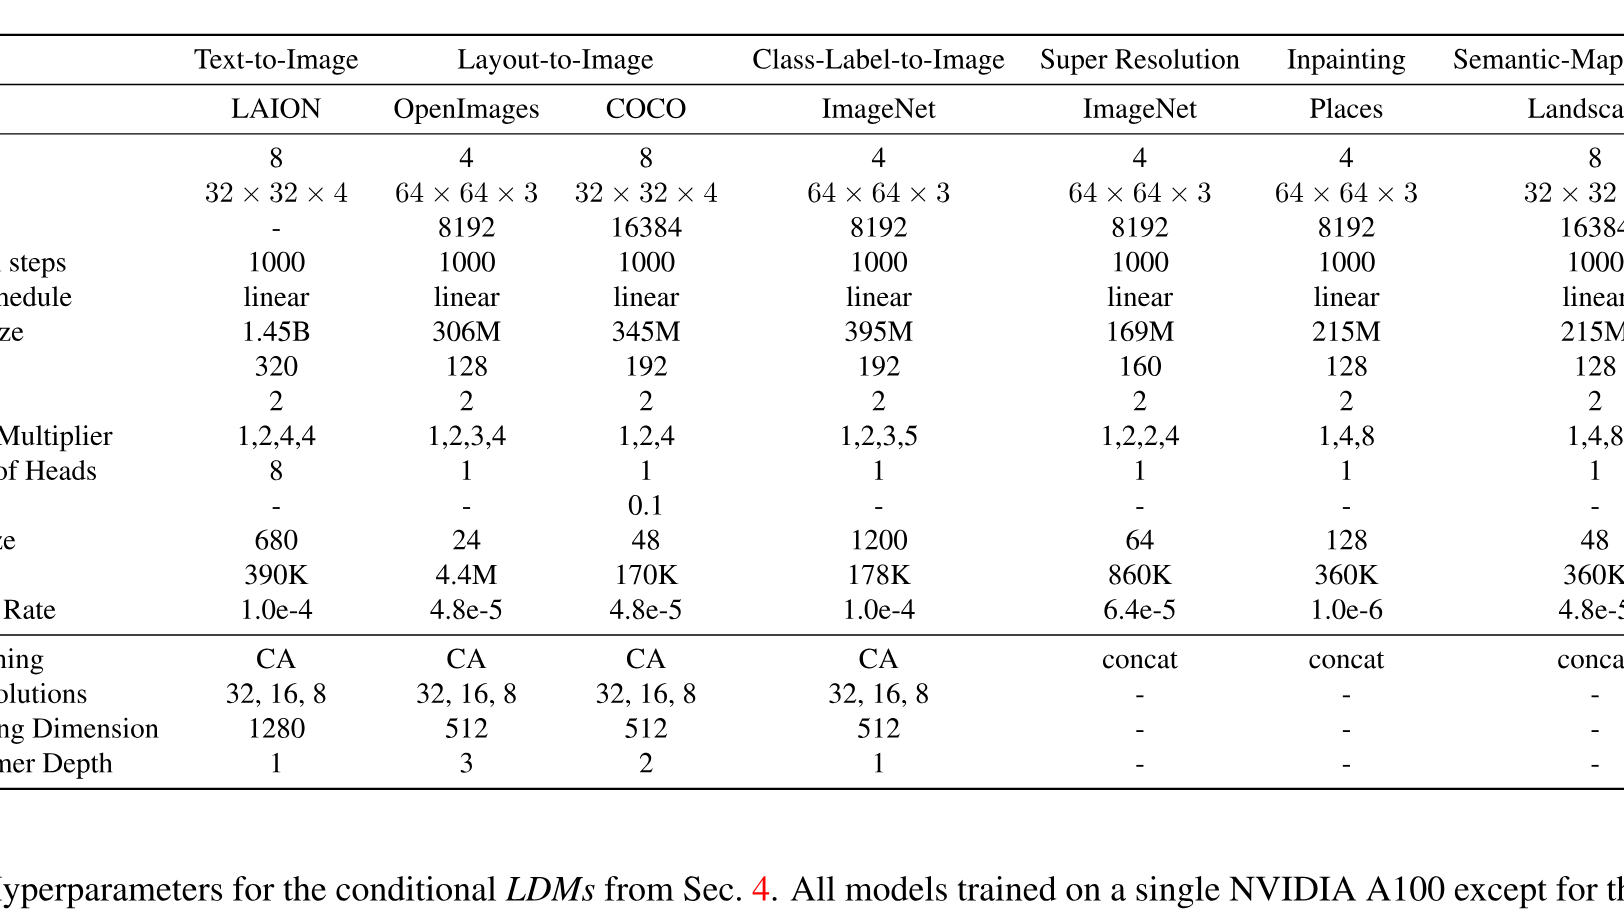 Text-to-Image Layout-to-Image Class-Label-to-Image Super Resolution Inpainting Semantic-Map
LAION OpenImages COCO ImageNet ImageNet Places Landsca
8 4 8 4 4 4 8
32 × 32 × 4 64 × 64 × 3 32 × 32 × 4 64 × 64 × 3 64 × 64 × 3 64 × 64 × 3 32 × 32
- 8192 16384 8192 8192 8192 16384
steps 1000 1000 1000 1000 1000 1000 1000
hedule linear linear linear linear linear linear linear
ze 1.45B 306M 345M 395M 169M 215M 215M
320 128 192 192 160 128 128
2 2 2 2 2 2 2
Multiplier 1,2,4,4 1,2,3,4 1,2,4 1,2,3,5 1,2,2,4 1,4,8 1,4,8
of Heads 8 1 1 1 1 1 1
- - 0.1 - - - -
ze 680 24 48 1200 64 128 48
390K 4.4M 170K 178K 860K 360K 360K
Rate 1.0e-4 4.8e-5 4.8e-5 1.0e-4 6.4e-5 1.0e-6 4.8e-5
ning CA CA CA CA concat concat conca
olutions 32, 16, 8 32, 16, 8 32, 16, 8 32, 16, 8 - - -
ng Dimension 1280 512 512 512 - - -
mer Depth 1 3 2 1 - - -
Hyperparameters for the conditional LDMs from Sec. 4. All models trained on a single NVIDIA A100 except for th